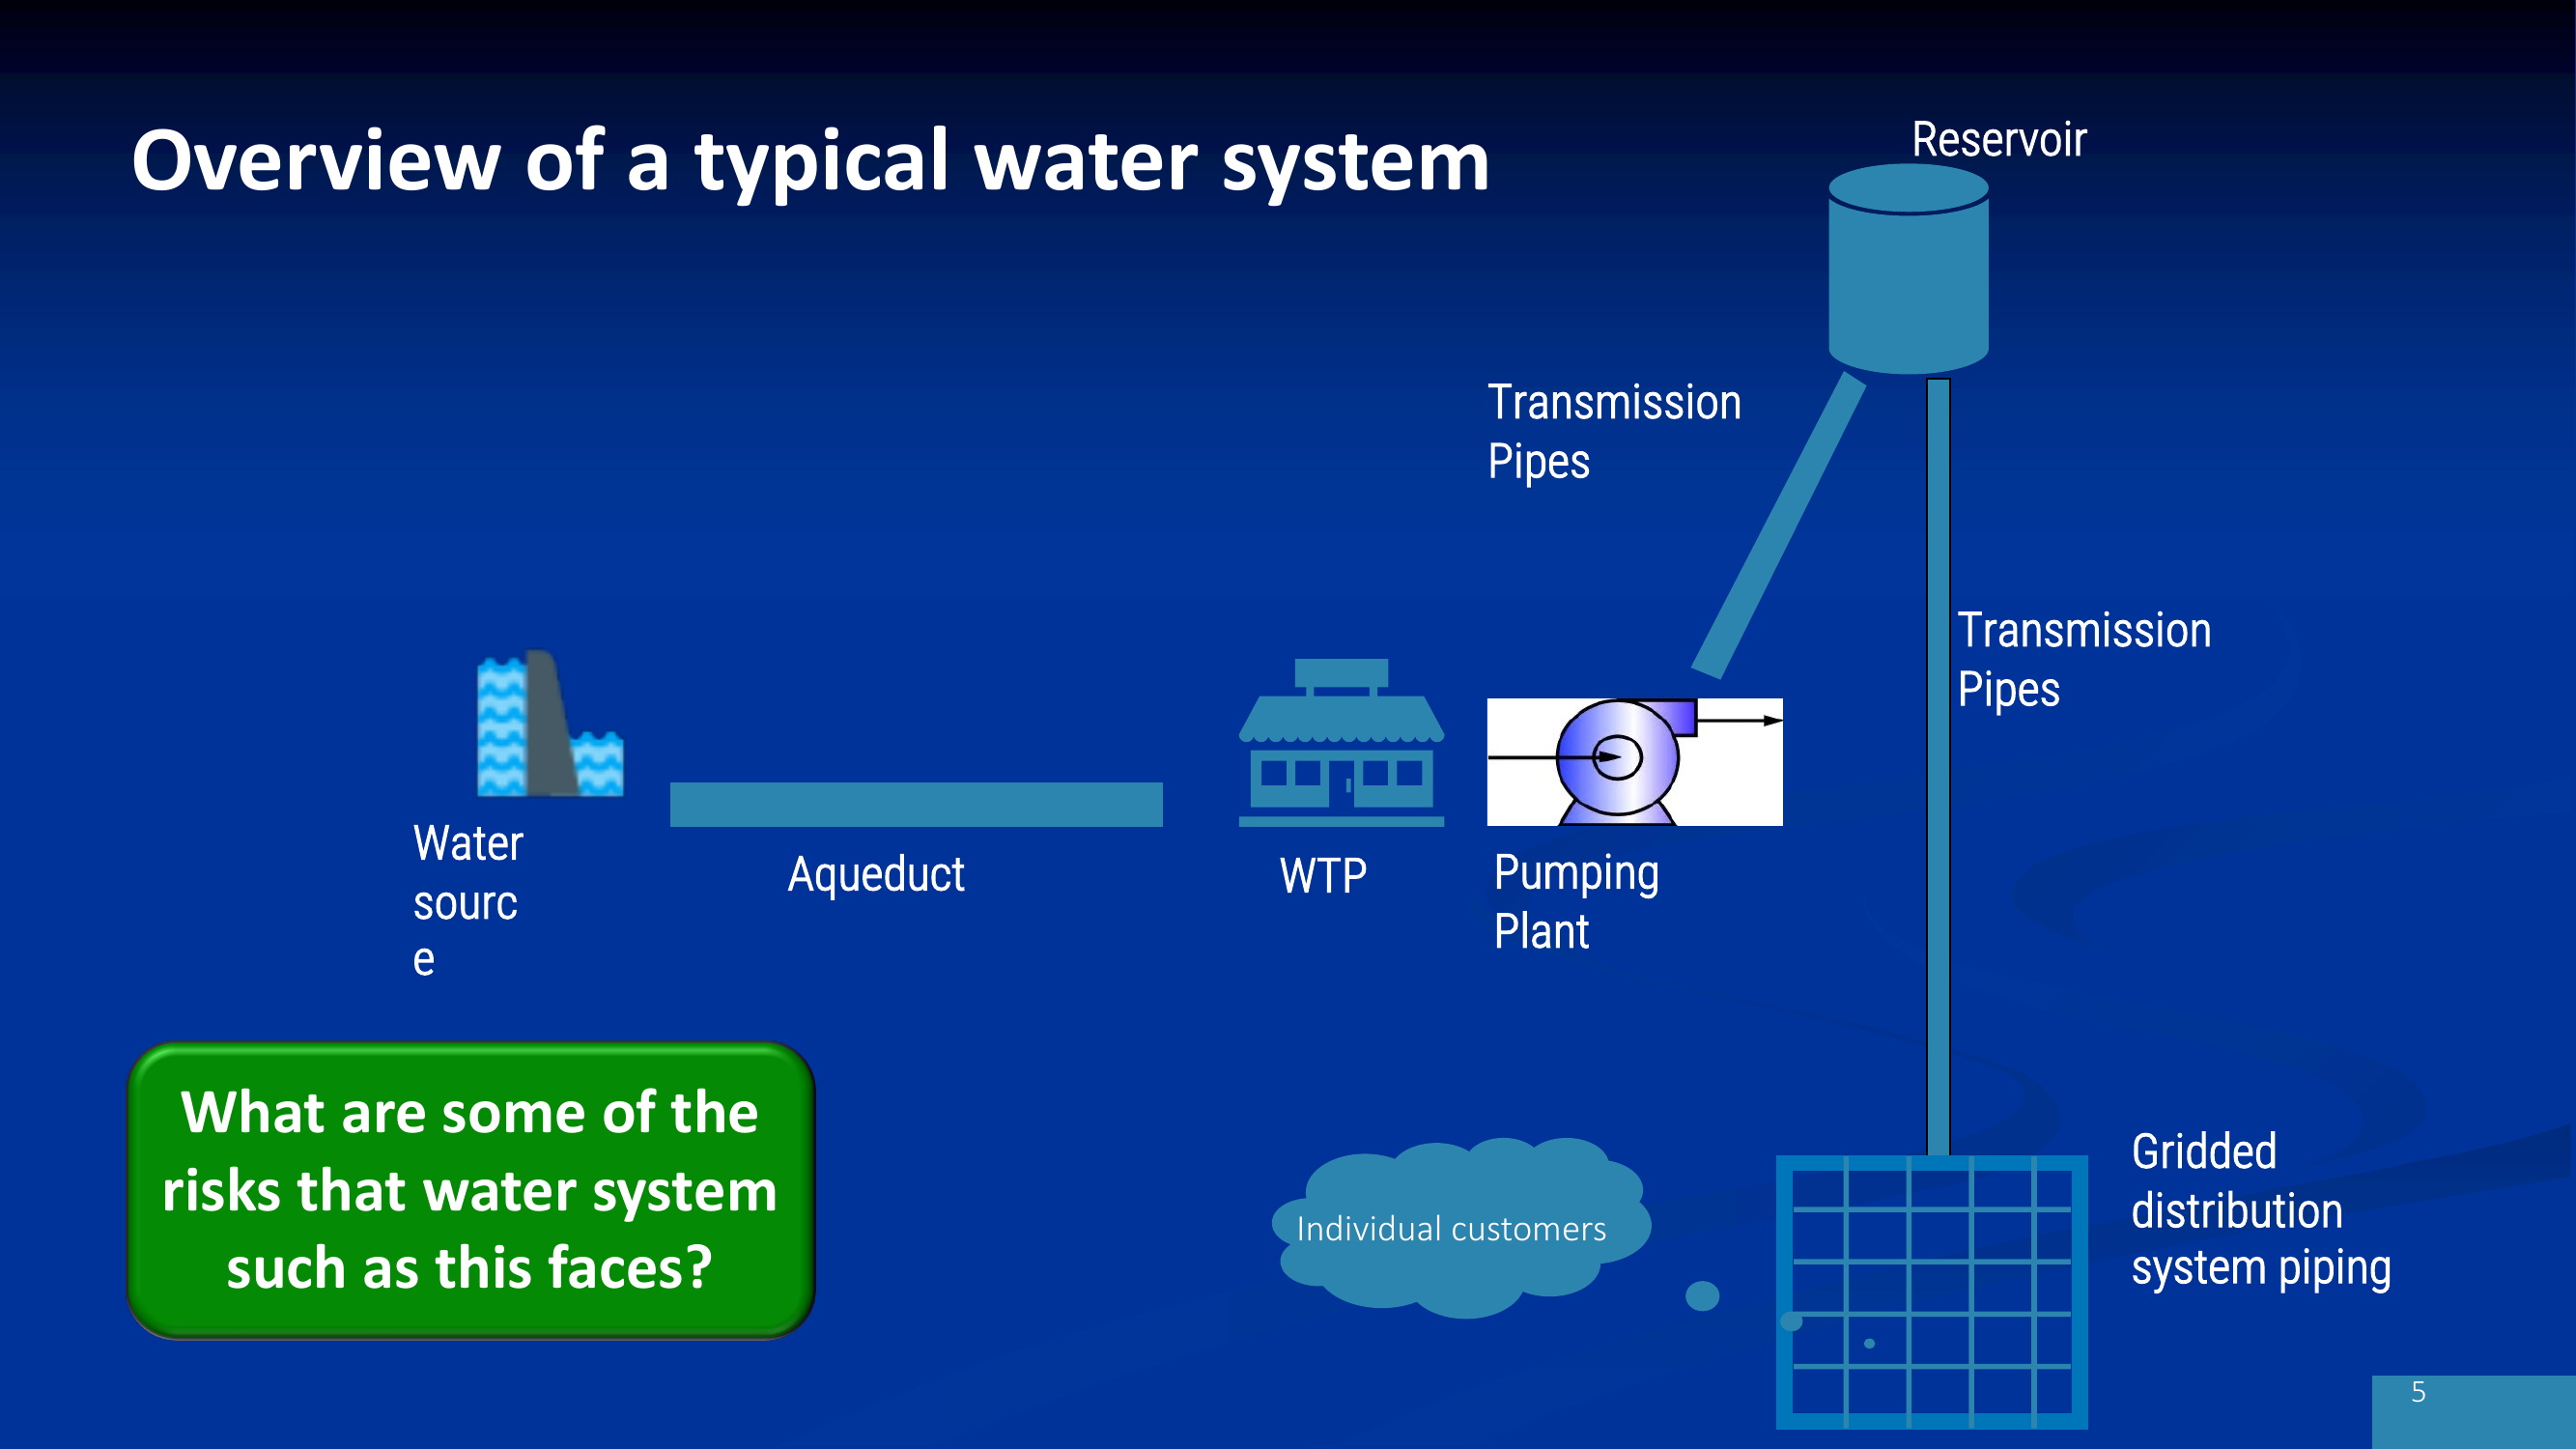 Overview of a typical water system
Reservoir
Transmission
Pipes
Transmission
Pipes
Water
sourc
e
Aqueduct
WTP
Pumping
Plant
What are some of the
risks that water system
such as this faces?
Individual customers
Gridded
distribution
system piping
5